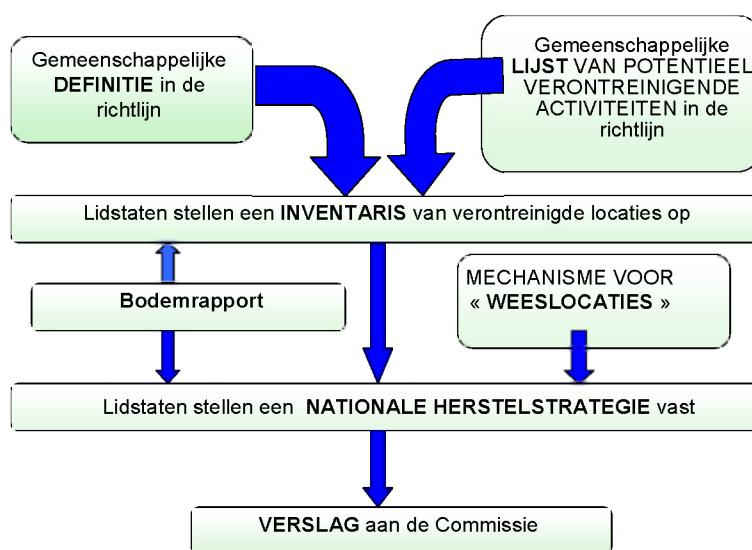 Gemeenschappelijke
DEFINITIE in de
richtlijn
Gemeenschappelijke
LIJST VAN POTENTIEEL
VERONTREINIGENDE
ACTIVITEITEN in de
richtlijn
Lidstaten stellen een INVENTARIS van verontreinigde locaties op
Bodemrapport
MECHANISME VOOR
« WEESLOCATIES »
Lidstaten stellen een NATIONALE HERSTELSTRATEGIE vast
VERSLAG aan de Commissie